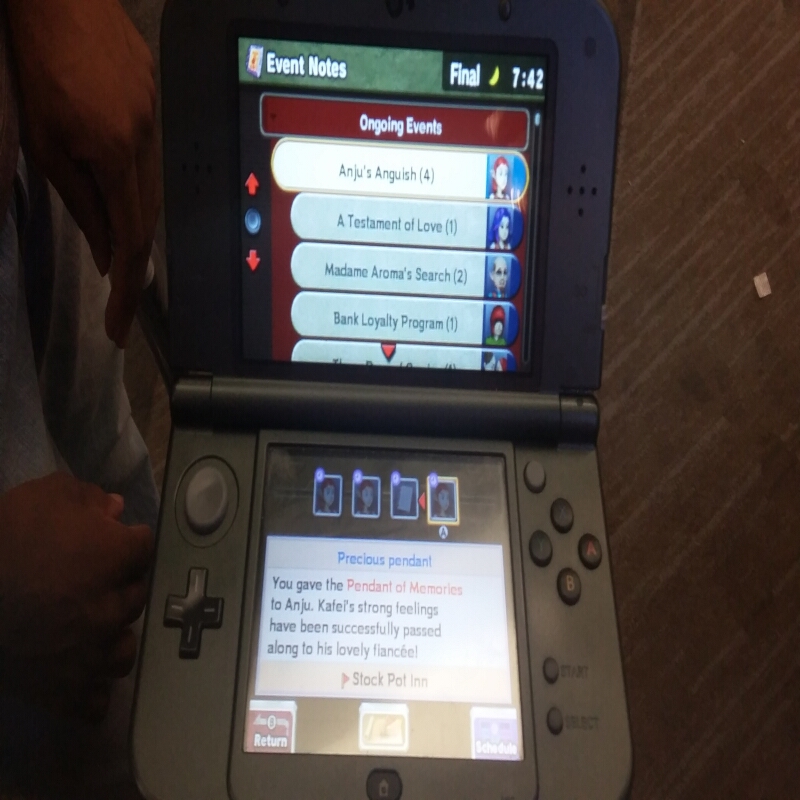 Event Notes
Final 7:42
Ongoing Events
Anju's Anguish (4)
A Testament of Love (1)
Madame Aroma's Search (2)
Bank Loyalty Program (1)
A
Precious pendant
You gave the Pendant of Memories
to Anju. Kafei's strong feelings
have been successfully passed
along to his lovely fiancée!
Stock Pot Inn
Return
Schedule
X
Y
A
B
START
SELECT